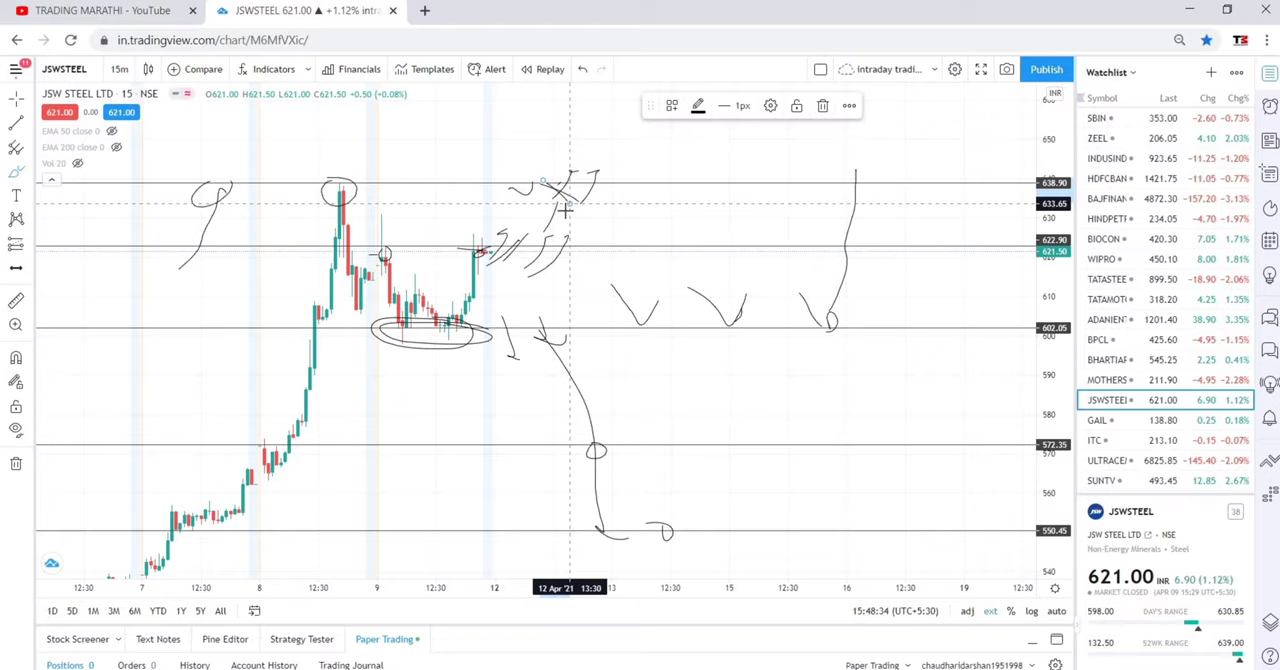 TRADING MARATHI - YouTube
JSWSTEEL 621.00 ▲ +1.12% intra
in.tradingview.com/chart/M6MfVXic/
11
JSWSTEEL
15m
Compare
Indicators
Financials
Templates
Alert
Replay
intraday tradi...
Publish
JSW STEEL LTD · 15 · NSE
O621.00 H621.50 L621.00 C621.50 +0.50 (+0.08%)
621.00 0.00 621.00
EMA 50 close 0
EMA 200 close 0
Vol 20
1px
INR
650
638.90
633.65
630
622.90
621.50
610
602.05
600
590
580
572.35
570
560
550.45
540
12:30 7 12:30 8 12:30 9 12:30 12 12 Apr '21 13:30 13 12:30 15 12:30 16 12:30 19 12:30
1D 5D 1M 3M 6M YTD 1Y 5Y All
15:48:34 (UTC+5:30) adj ext % log auto
Stock Screener Text Notes Pine Editor Strategy Tester Paper Trading
Positions 0 Orders 0 History Account History Trading Journal
Paper Trading chaudharidarshan1951998
Watchlist
Symbol Last Chg Chg%
SBIN 353.00 −2.60 −0.73%
ZEEL 206.05 4.10 2.03%
INDUSIND 923.65 −11.25 −1.20%
HDFCBAN 1421.75 −11.05 −0.77%
BAJFINAN 4872.30 −157.20 −3.13%
HINDPETF 234.05 −4.70 −1.97%
BIOCON 420.30 7.05 1.71%
WIPRO 450.10 8.00 1.81%
TATASTEE 899.50 −18.90 −2.06%
TATAMOT 318.20 4.25 1.35%
ADANIENT 1201.40 38.90 3.35%
BPCL 425.60 −4.95 −1.15%
BHARTIAR 545.25 2.25 0.41%
MOTHERS 211.90 −4.95 −2.28%
JSWSTEEL 621.00 6.90 1.12%
GAIL 138.80 0.25 0.18%
ITC 213.10 −0.15 −0.07%
ULTRACE 6825.85 −145.40 −2.09%
SUNTV 493.45 12.85 2.67%
JSWSTEEL
38
JSW STEEL LTD · NSE
Non-Energy Minerals · Steel
621.00 INR 6.90 (1.12%)
MARKET CLOSED (APR 09 15:29 UTC+5:30)
598.00 DAY'S RANGE 630.85
132.50 52WK RANGE 639.00